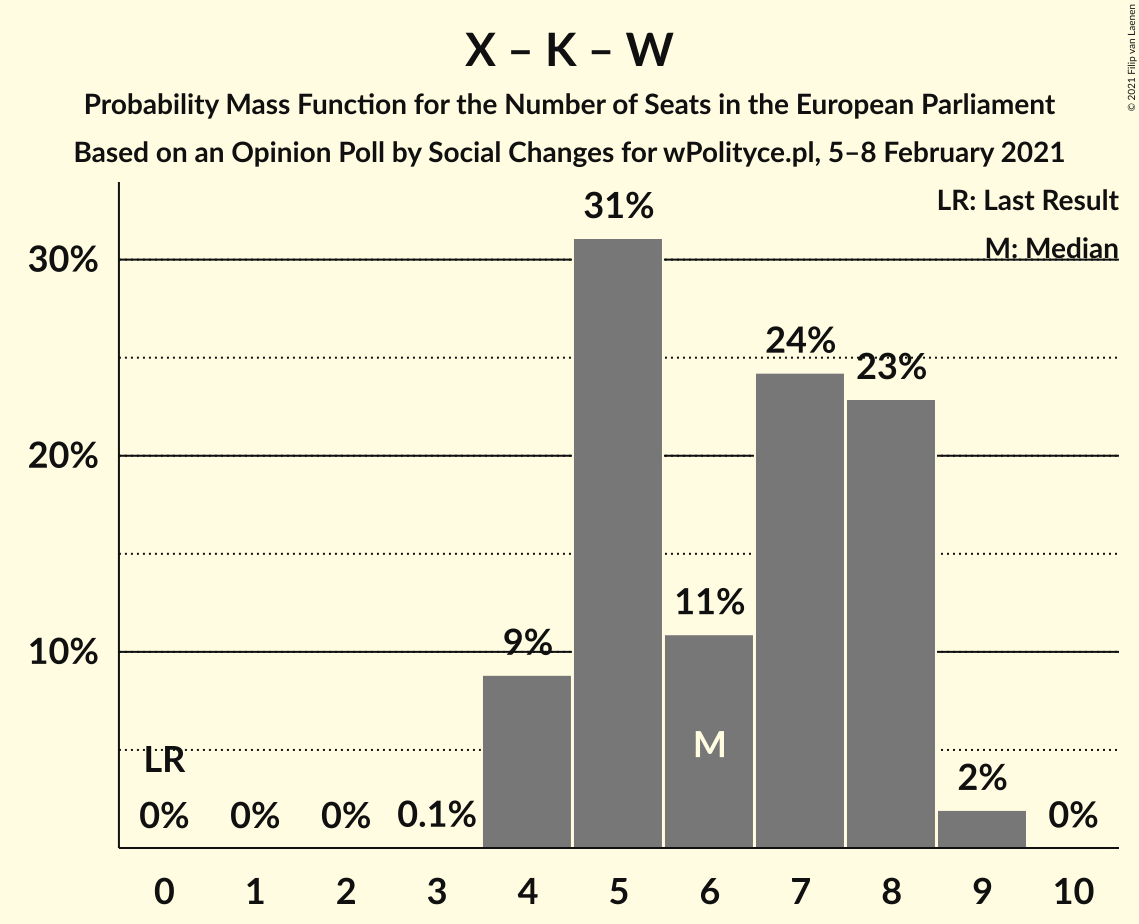 X – K – W
Probability Mass Function for the Number of Seats in the European Parliament
Based on an Opinion Poll by Social Changes for wPolityce.pl, 5–8 February 2021
© 2021 Filip van Laenen
LR: Last Result
M: Median
30%
20%
10%
31%
24%
23%
11%
9%
M
LR
2%
0%
0%
0%
0.1%
0%
0 1 2 3 4 5 6 7 8 9 10